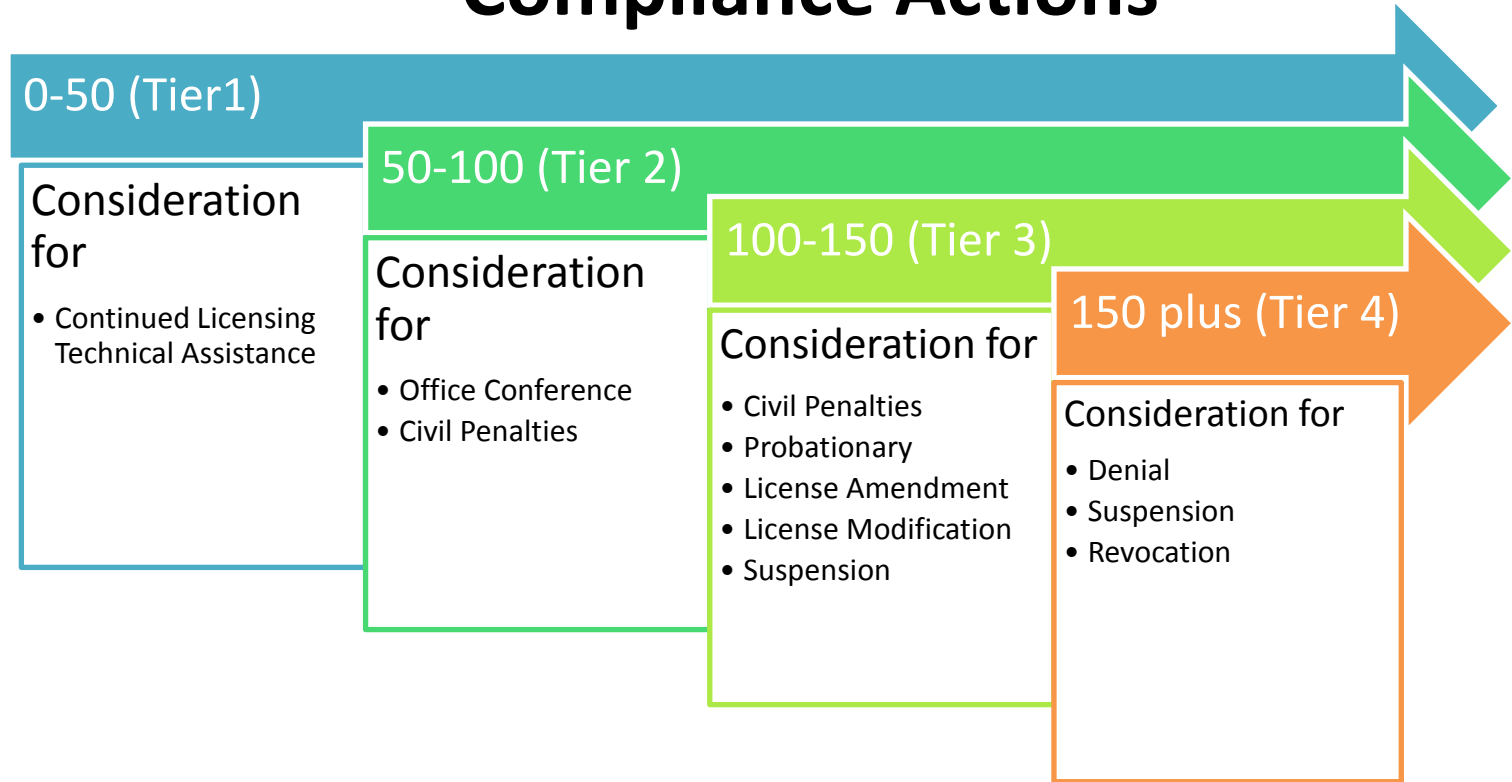 Compliance Actions
0-50 (Tier1)
Consideration
for
• Continued Licensing
Technical Assistance
50-100 (Tier 2)
Consideration
for
• Office Conference
• Civil Penalties
100-150 (Tier 3)
Consideration for
• Civil Penalties
• Probationary
• License Amendment
• License Modification
• Suspension
150 plus (Tier 4)
Consideration for
• Denial
• Suspension
• Revocation